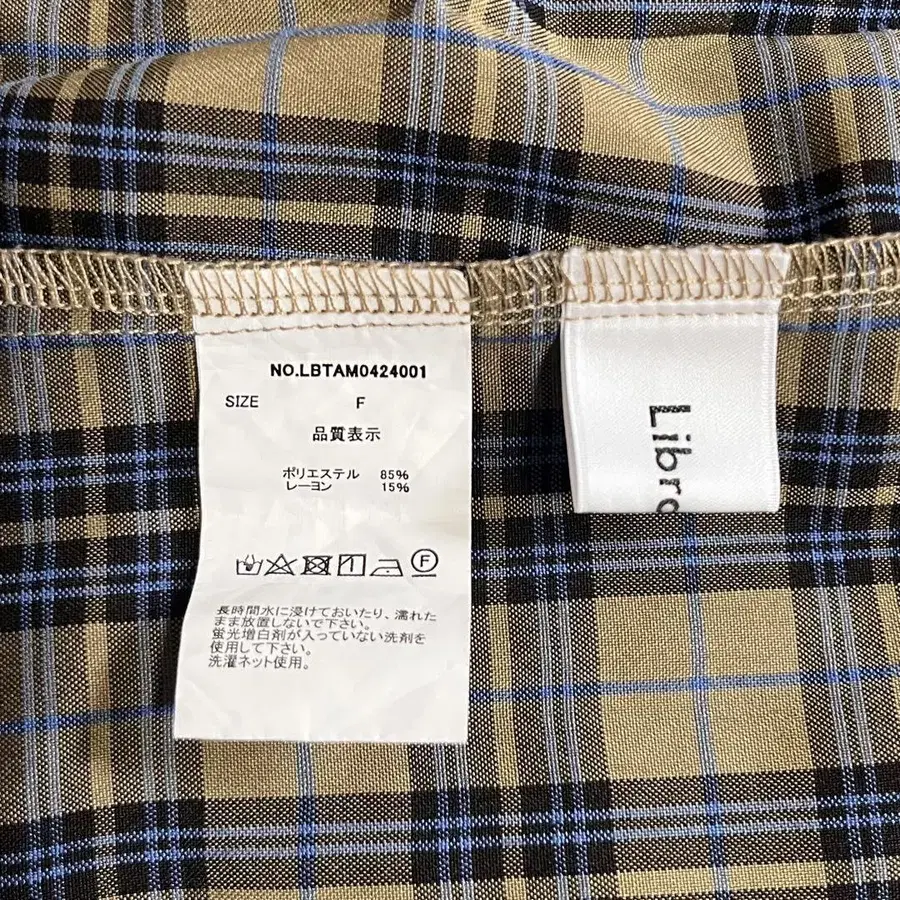 NO.LBTAM0424001
SIZE F
品質表示
ポリエステル 85%
レーヨン 15%
F
長時間水に浸けておいたり、濡れた
まま放置しないで下さい。
蛍光増白剤が入っていない洗剤を
使用して下さい。
洗濯ネット使用。
Libro